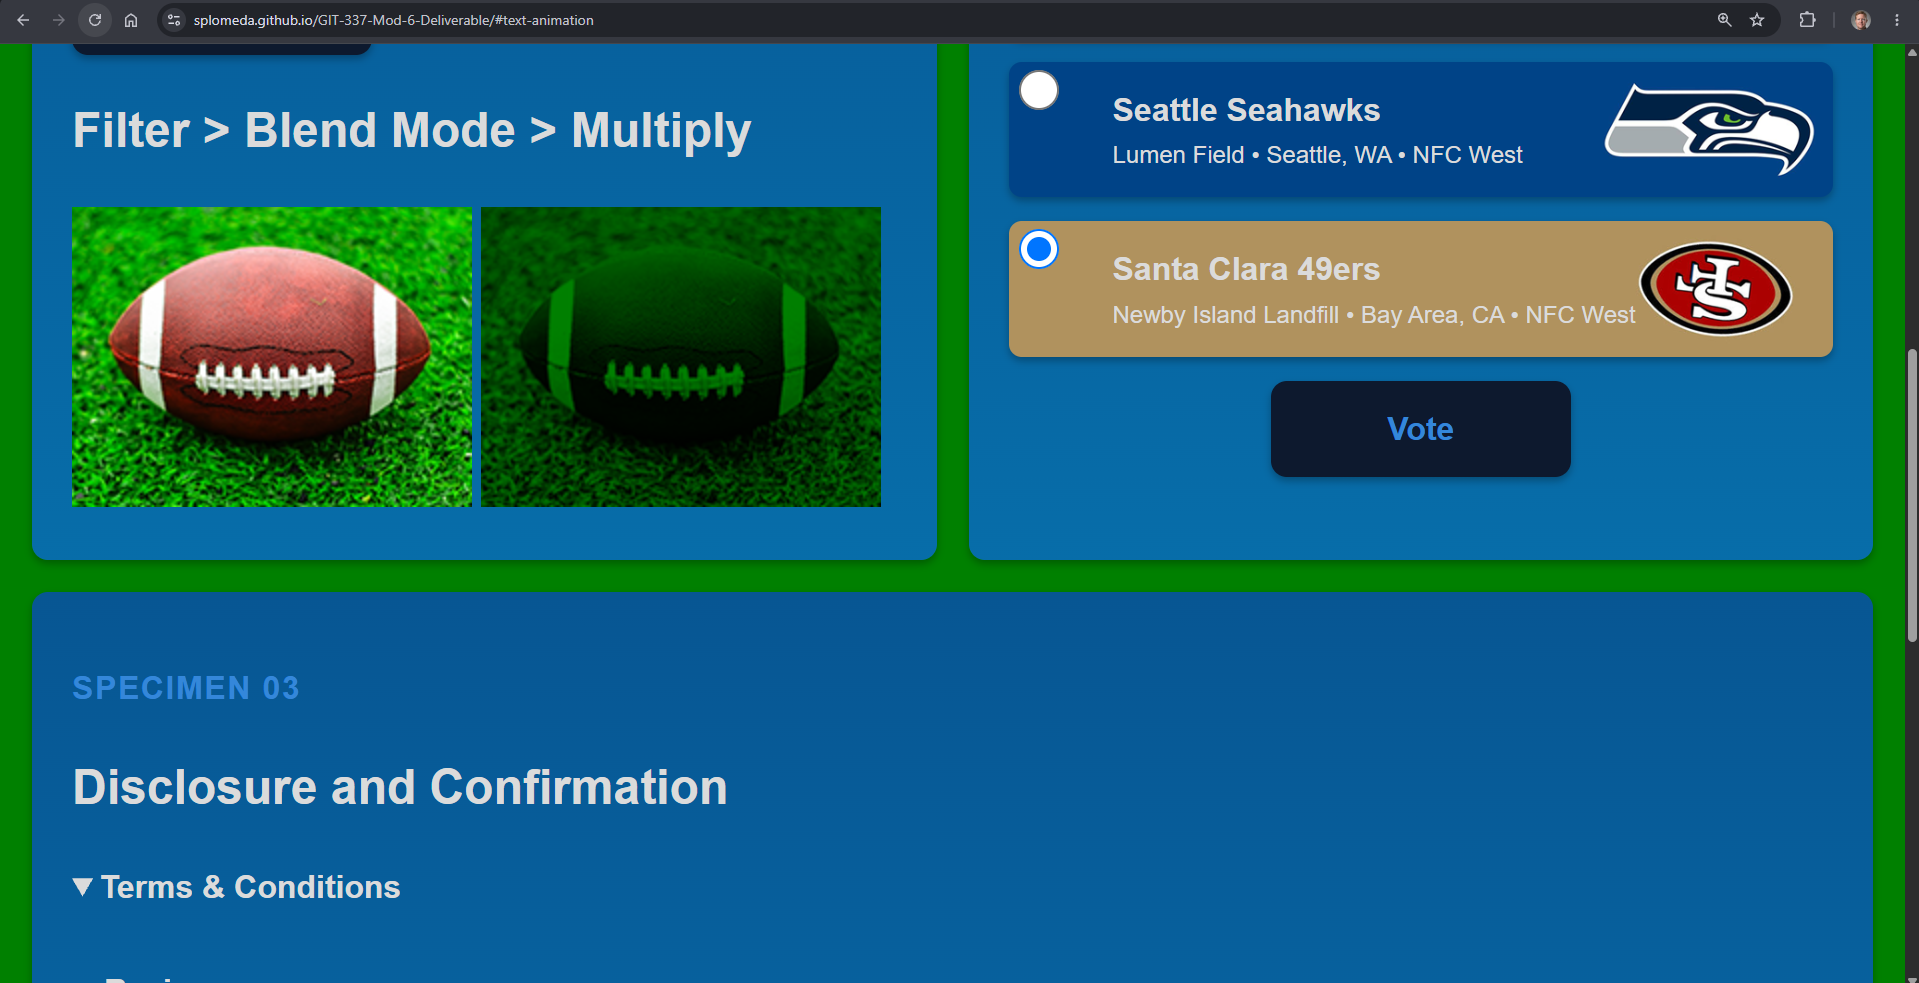 splomeda.github.io/GIT-337-Mod-6-Deliverable/#text-animation
Filter > Blend Mode > Multiply
Seattle Seahawks
Lumen Field • Seattle, WA • NFC West
Santa Clara 49ers
Newby Island Landfill • Bay Area, CA • NFC West
Vote
SPECIMEN 03
Disclosure and Confirmation
▼ Terms & Conditions